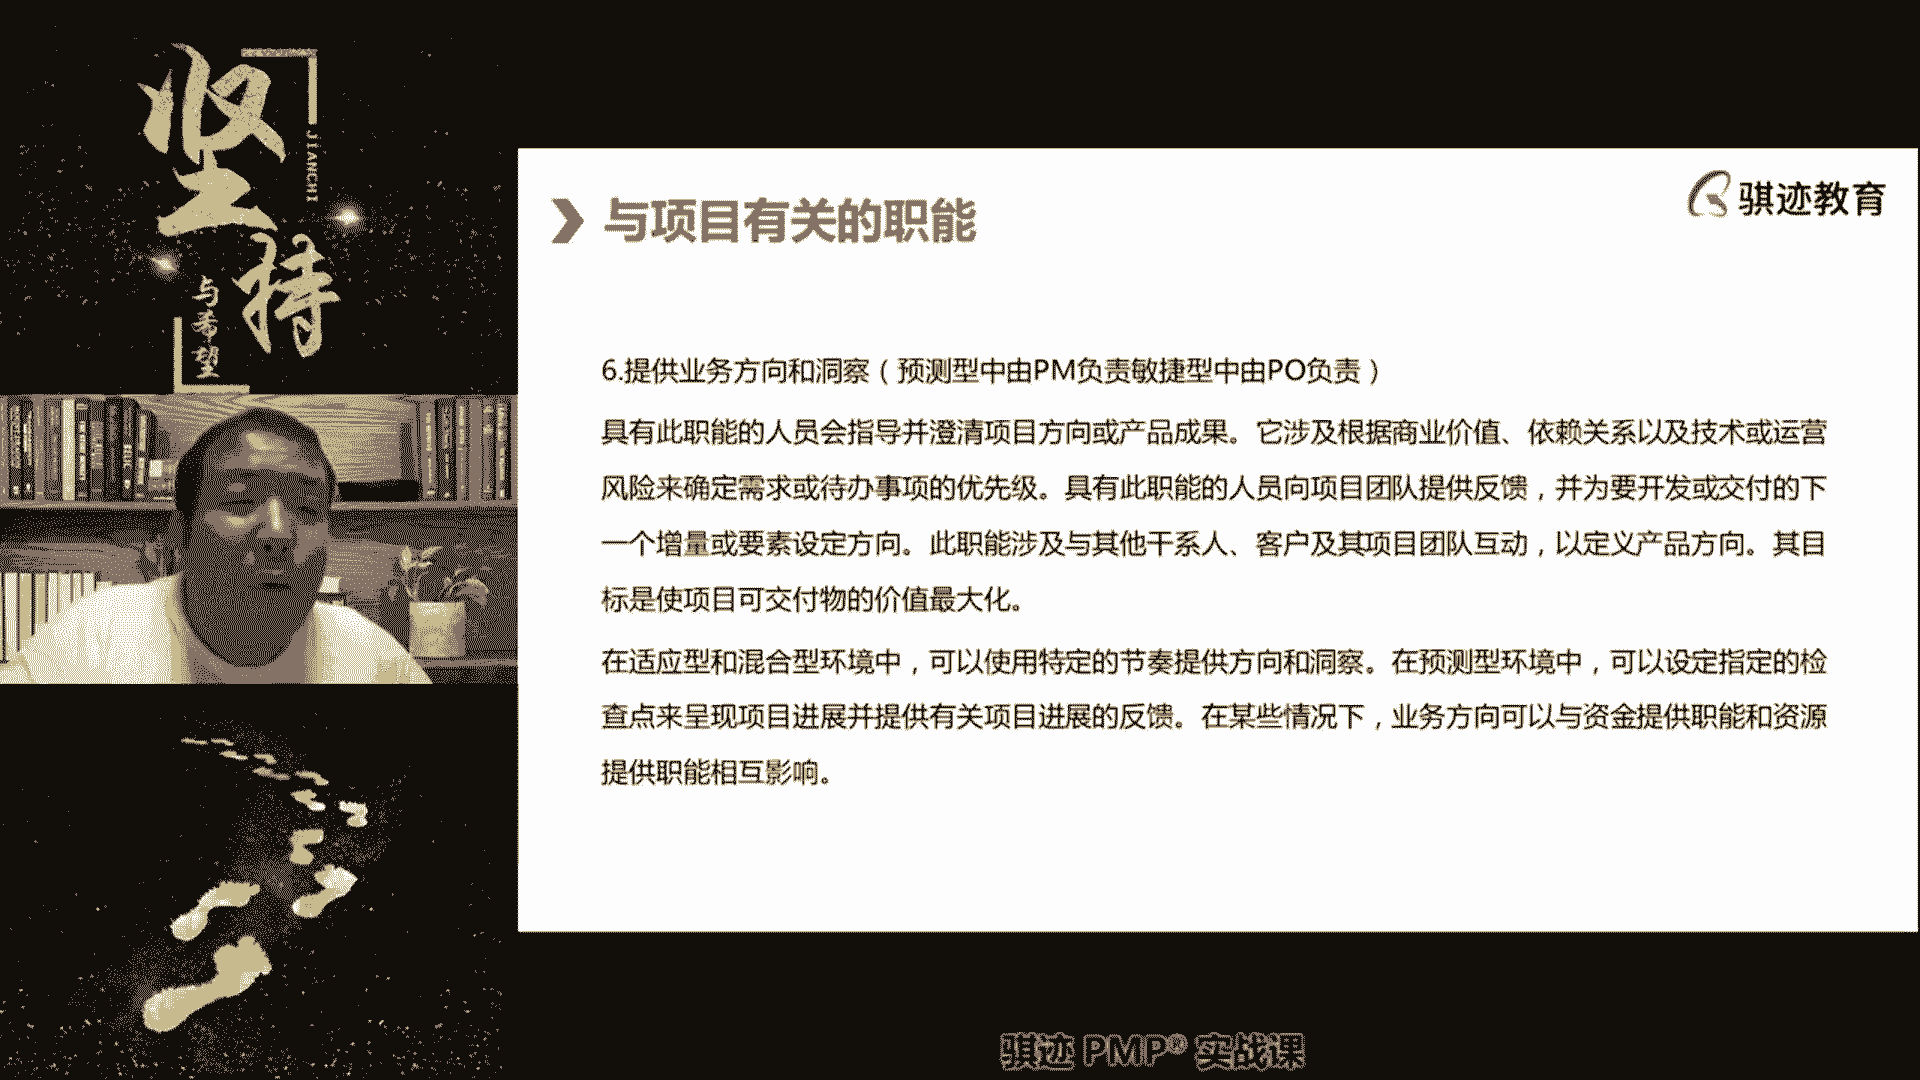 坚持
JIANCHI
与希望
与项目有关的职能
骐迹教育
6.提供业务方向和洞察（预测型中由PM负责敏捷型中由PO负责）
具有此职能的人员会指导并澄清项目方向或产品成果。它涉及根据商业价值、依赖关系以及技术或运营
风险来确定需求或待办事项的优先级。具有此职能的人员向项目团队提供反馈，并为要开发或交付的下
一个增量或要素设定方向。此职能涉及与其他干系人、客户及其项目团队互动，以定义产品方向。其目
标是使项目可交付物的价值最大化。
在适应型和混合型环境中，可以使用特定的节奏提供方向和洞察。在预测型环境中，可以设定指定的检
查点来呈现项目进展并提供有关项目进展的反馈。在某些情况下，业务方向可以与资金提供职能和资源
提供职能相互影响。
骐迹 PMP® 实战课